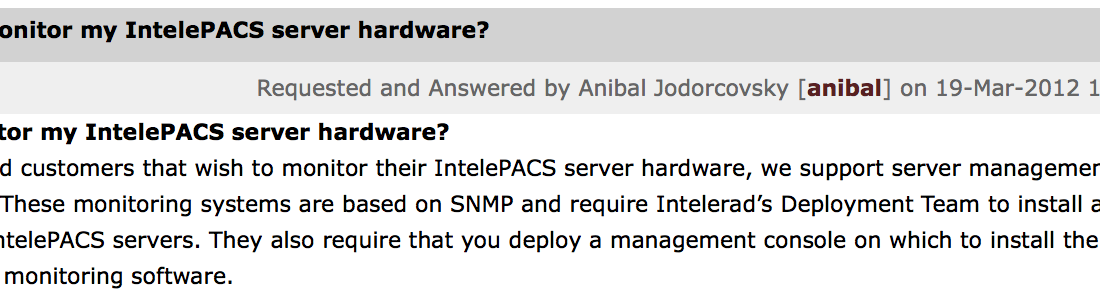 onitor my IntelePACS server hardware?
Requested and Answered by Anibal Jodorcovsky [anibal] on 19-Mar-2012 1
tor my IntelePACS server hardware?
d customers that wish to monitor their IntelePACS server hardware, we support server managemen
These monitoring systems are based on SNMP and require Intelerad’s Deployment Team to install a
ntelePACS servers. They also require that you deploy a management console on which to install the
monitoring software.